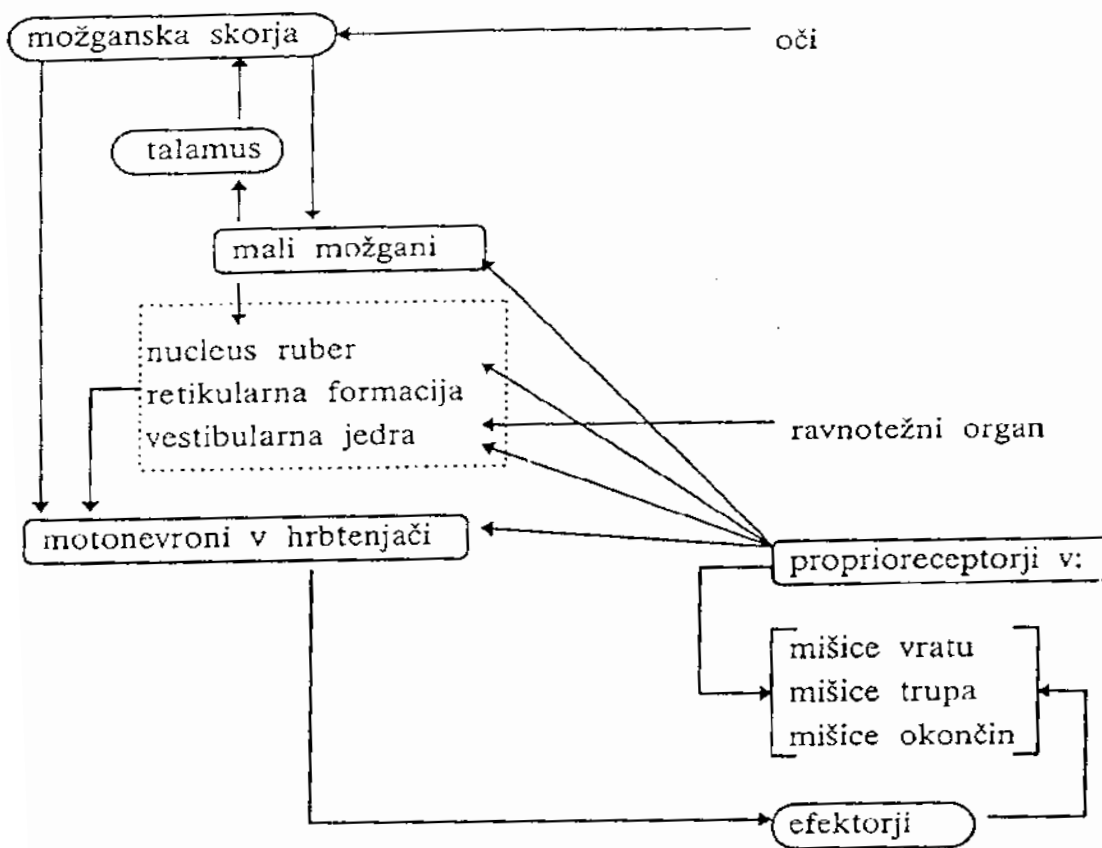 možganska skorja
oči
talamus
mali možgani
nucleus ruber
retikularna formacija
vestibularna jedra
ravnotežni organ
motonevroni v hrbtenjači
proprioreceptorji v:
mišice vratu
mišice trupa
mišice okončin
efektorji